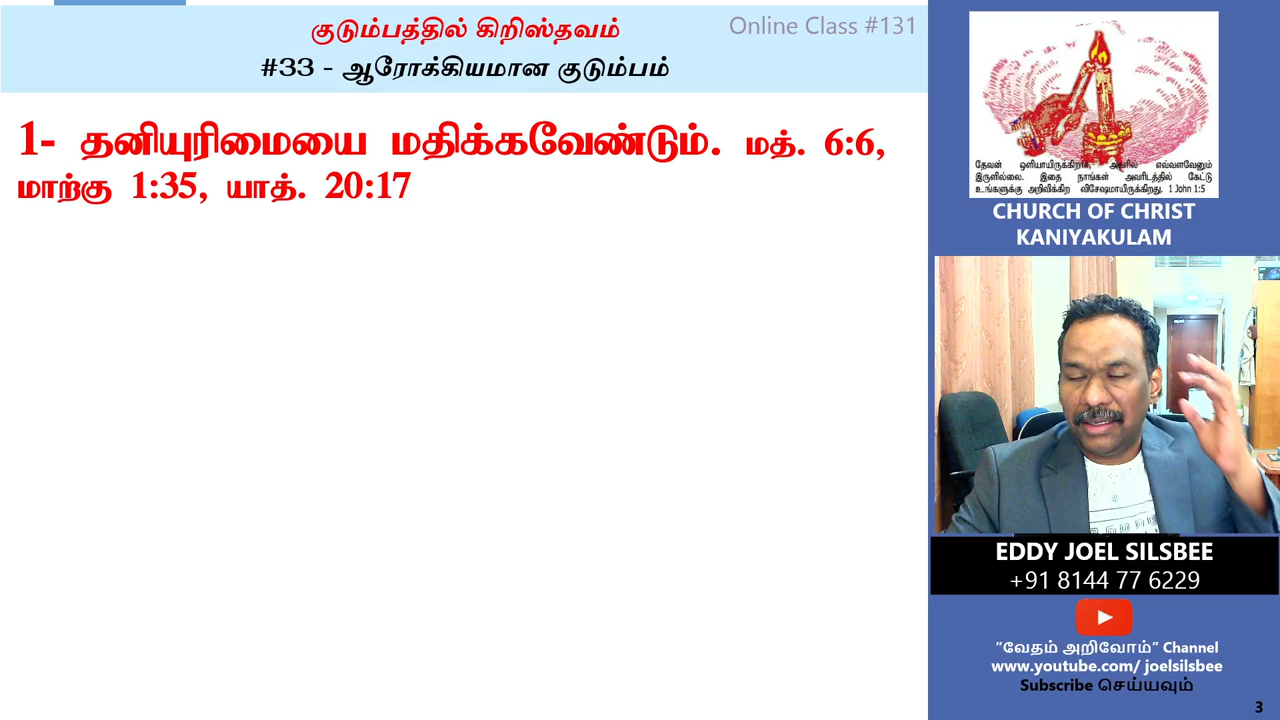 குடும்பத்தில் கிறிஸ்தவம்
Online Class #131
#33 - ஆரோக்கியமான குடும்பம்
1- தனியுரிமையை மதிக்கவேண்டும். மத். 6:6,
மாற்கு 1:35, யாத். 20:17
தேவன் ஒளியாயிருக்கிறார், அவரில் எவ்வளவேனும்
இருளில்லை. இதை நாங்கள் அவரிடத்தில் கேட்டு
உங்களுக்கு அறிவிக்கிற விசேஷமாயிருக்கிறது. 1 John 1:5
CHURCH OF CHRIST
KANIYAKULAM
EDDY JOEL SILSBEE
+91 8144 77 6229
"வேதம் அறிவோம்" Channel
www.youtube.com/ joelsilsbee
Subscribe செய்யவும்
3